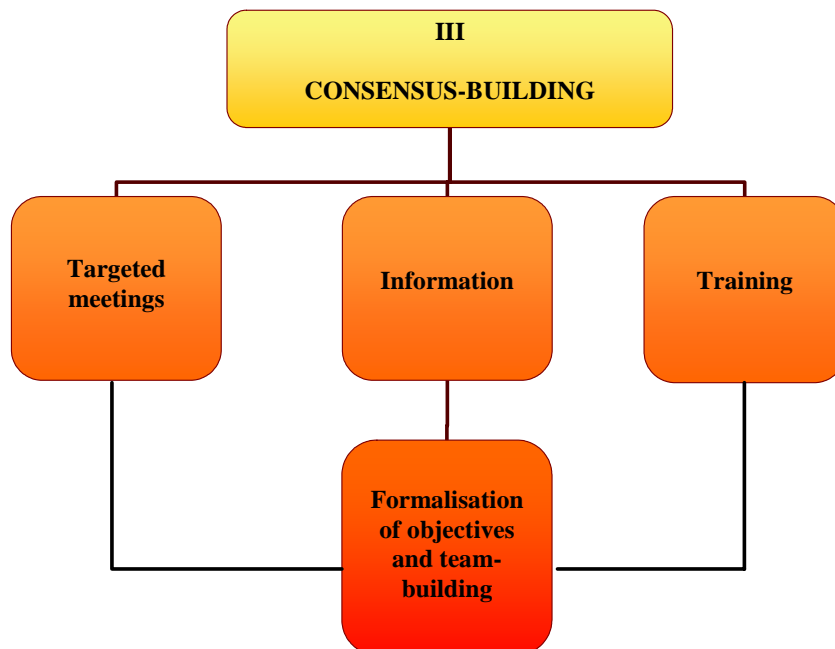 III
CONSENSUS-BUILDING
Targeted
meetings
Information
Training
Formalisation
of objectives
and team-
building